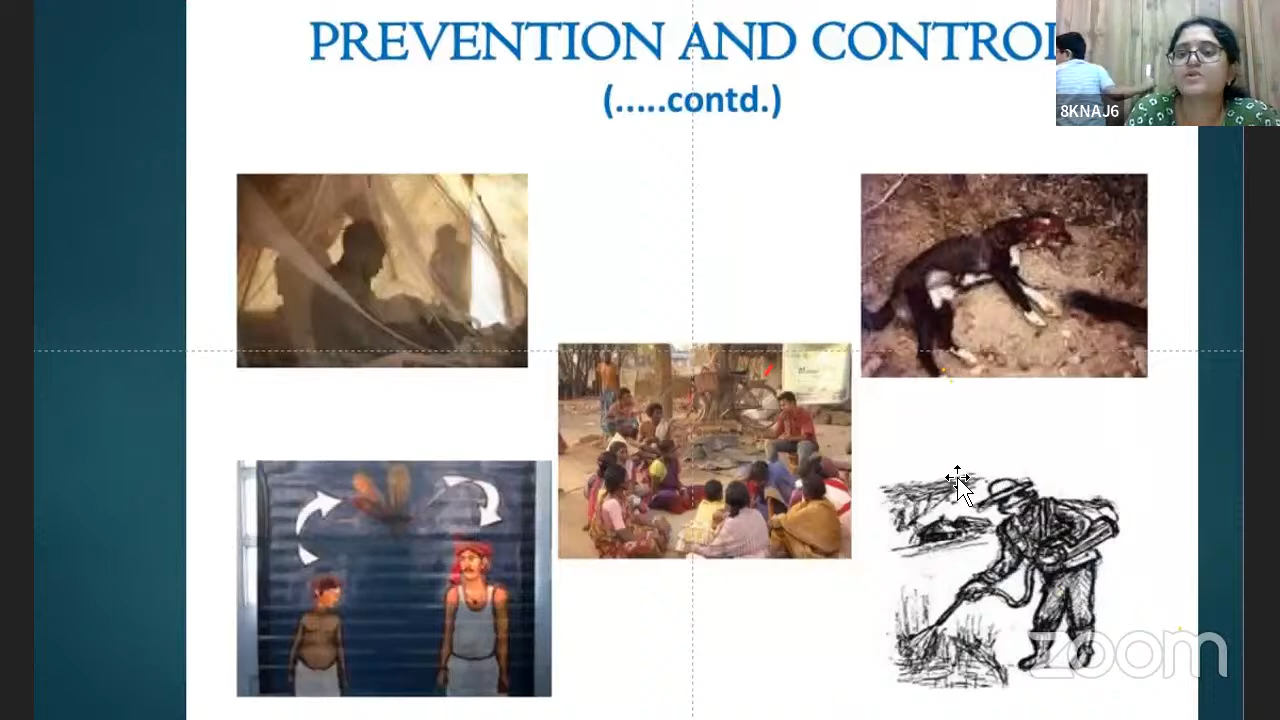 PREVENTION AND CONTROL
(.....contd.)
8KNAJ6
zoom